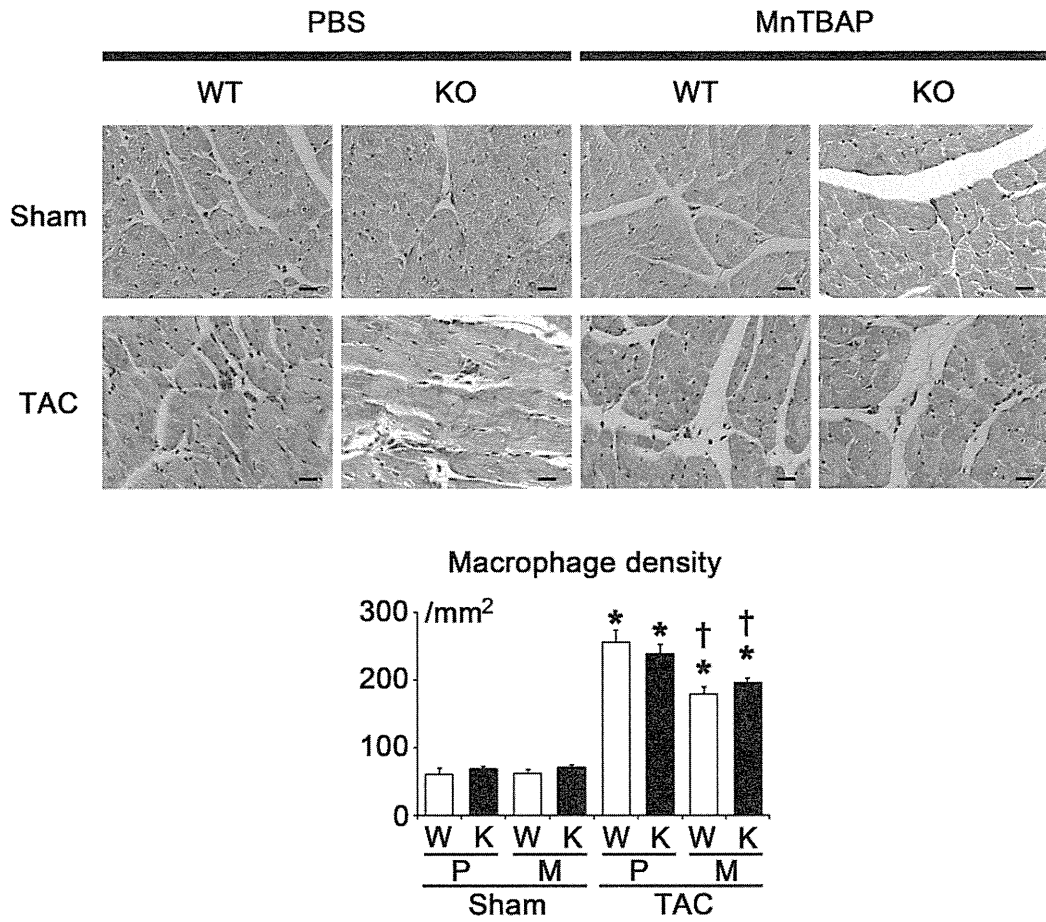 PBS MnTBAP
WT KO WT KO
Sham
TAC
Macrophage density
300 /mm²
200
100
0
* * † * † *
W K W K W K W K
P M P M
Sham TAC